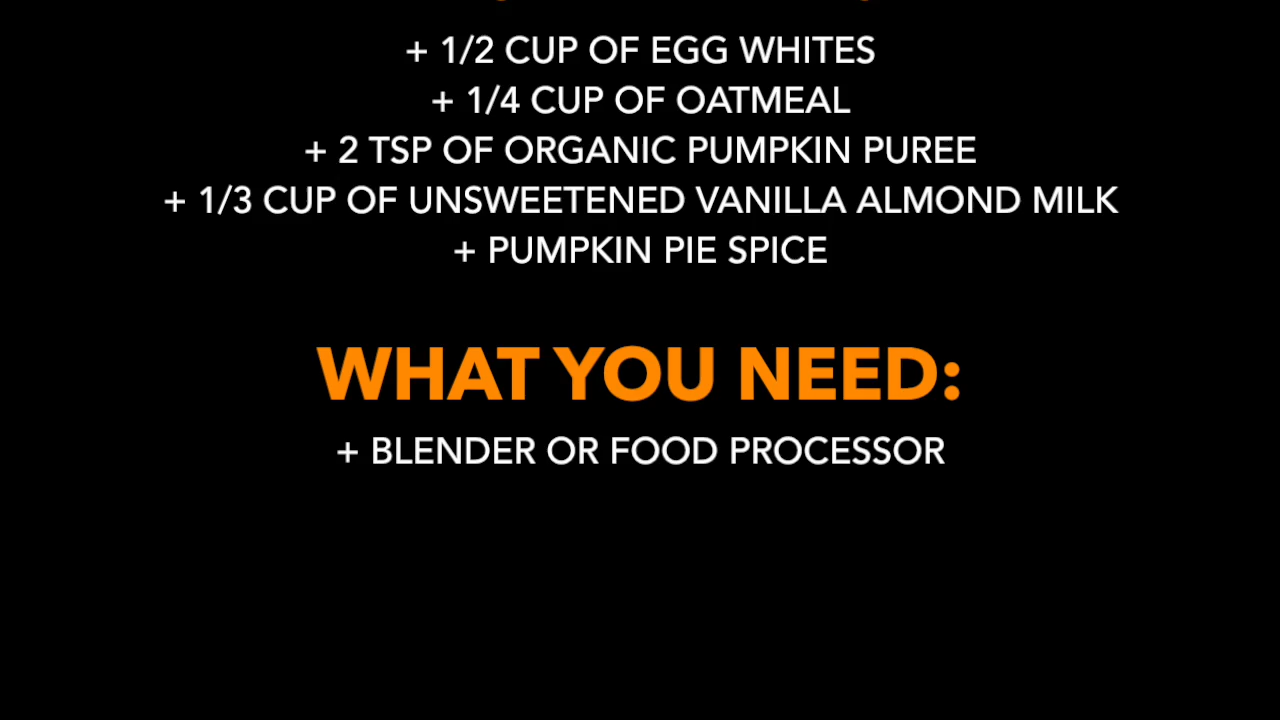 + 1/2 CUP OF EGG WHITES
+ 1/4 CUP OF OATMEAL
+ 2 TSP OF ORGANIC PUMPKIN PUREE
+ 1/3 CUP OF UNSWEETENED VANILLA ALMOND MILK
+ PUMPKIN PIE SPICE
WHAT YOU NEED:
+ BLENDER OR FOOD PROCESSOR